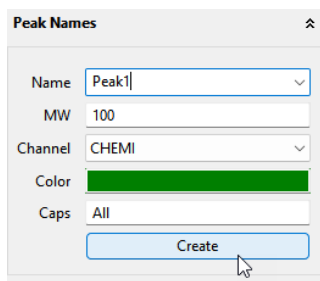 Peak Names
Name Peak1
MW 100
Channel CHEMI
Color
Caps All
Create